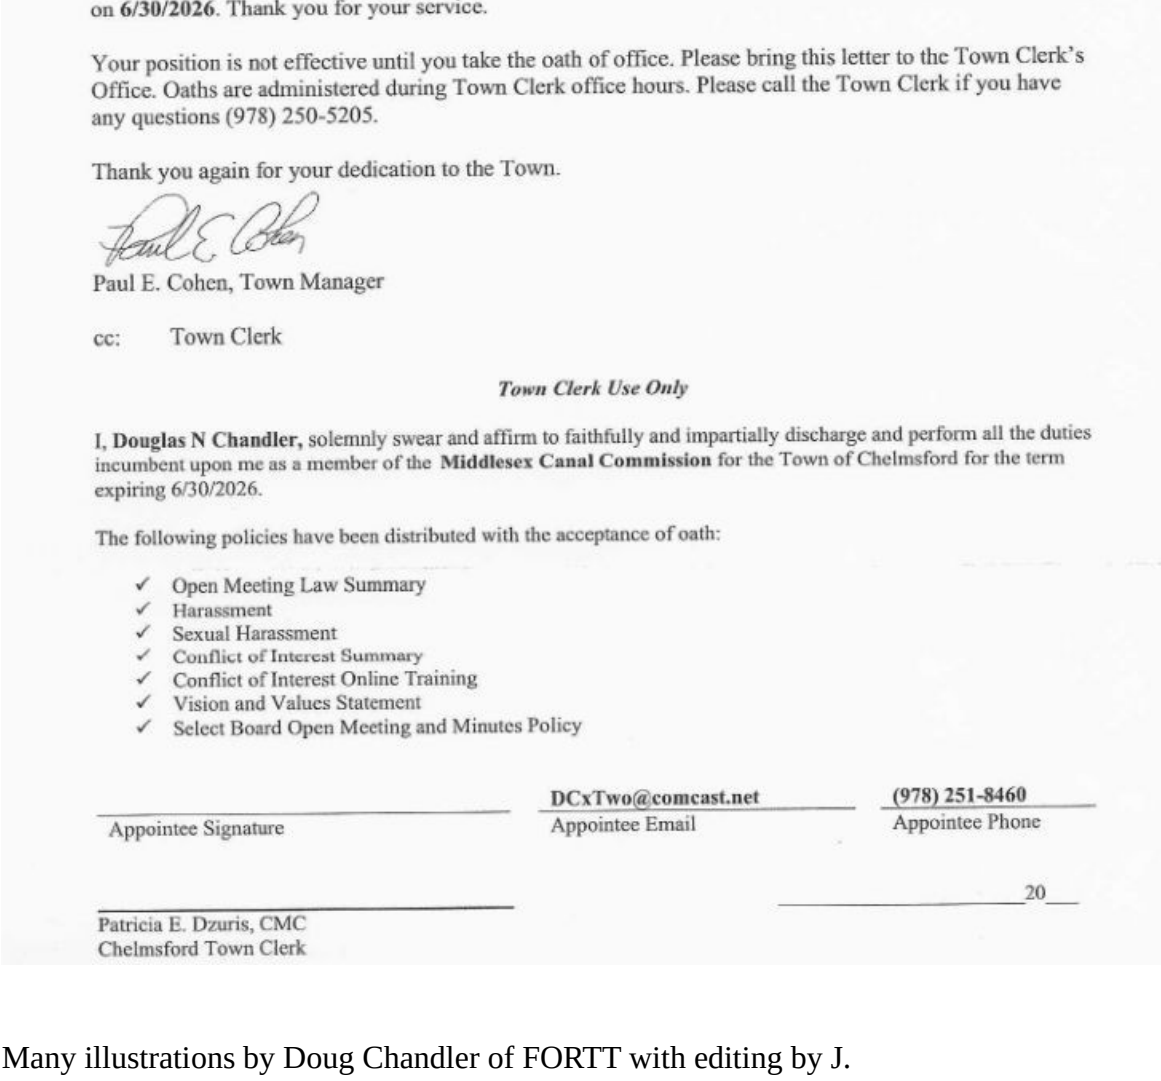 on 6/30/2026. Thank you for your service.
Your position is not effective until you take the oath of office. Please bring this letter to the Town Clerk's
Office. Oaths are administered during Town Clerk office hours. Please call the Town Clerk if you have
any questions (978) 250-5205.
Thank you again for your dedication to the Town.
Paul E. Cohen
Paul E. Cohen, Town Manager
cc: Town Clerk
Town Clerk Use Only
I, Douglas N Chandler, solemnly swear and affirm to faithfully and impartially discharge and perform all the duties
incumbent upon me as a member of the Middlesex Canal Commission for the Town of Chelmsford for the term
expiring 6/30/2026.
The following policies have been distributed with the acceptance of oath:
✓ Open Meeting Law Summary
✓ Harassment
✓ Sexual Harassment
✓ Conflict of Interest Summary
✓ Conflict of Interest Online Training
✓ Vision and Values Statement
✓ Select Board Open Meeting and Minutes Policy
DCxTwo@comcast.net (978) 251-8460
Appointee Signature Appointee Email Appointee Phone
20
Patricia E. Dzuris, CMC
Chelmsford Town Clerk
Many illustrations by Doug Chandler of FORTT with editing by J.